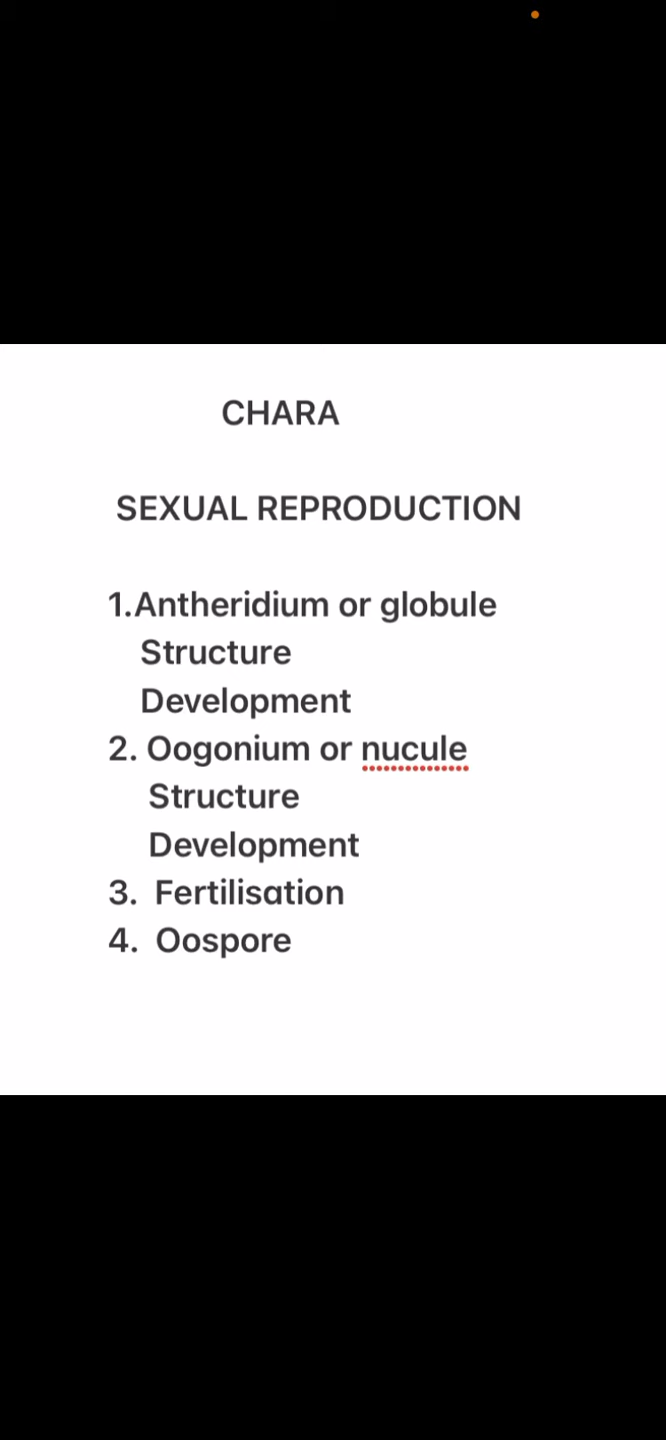 CHARA
SEXUAL REPRODUCTION
1.Antheridium or globule
Structure
Development
2. Oogonium or nucule
Structure
Development
3. Fertilisation
4. Oospore